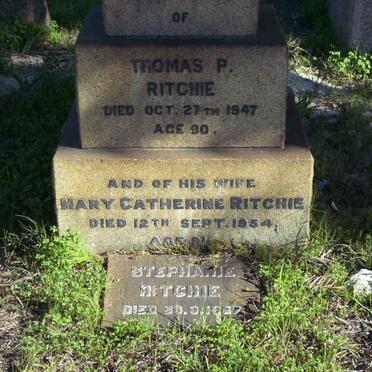 OF
THOMAS P.
RITCHIE
DIED OCT. 27TH 1947
AGE 90.
AND OF HIS WIFE
MARY CATHERINE RITCHIE
DIED 12TH SEPT. 1954,
AGE
STEPHANIE
RITCHIE
DIED